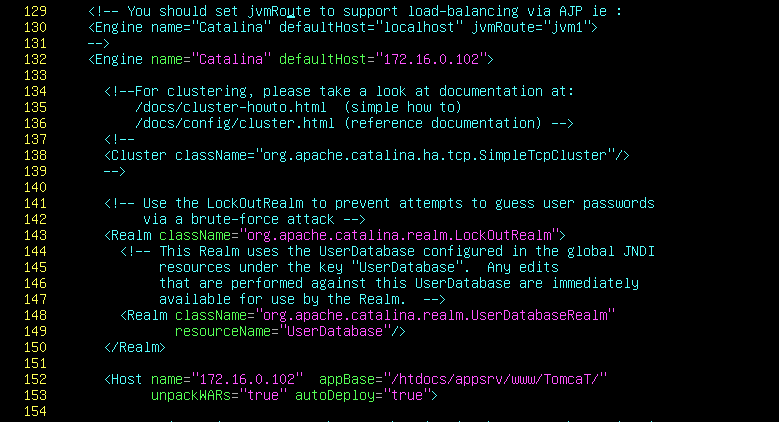 129     <!-- You should set jvmRoute to support load-balancing via AJP ie :
130     <Engine name="Catalina" defaultHost="localhost" jvmRoute="jvm1">
131     -->
132     <Engine name="Catalina" defaultHost="172.16.0.102">
133
134       <!--For clustering, please take a look at documentation at:
135           /docs/cluster-howto.html  (simple how to)
136           /docs/config/cluster.html (reference documentation) -->
137       <!--
138       <Cluster className="org.apache.catalina.ha.tcp.SimpleTcpCluster"/>
139       -->
140
141       <!-- Use the LockOutRealm to prevent attempts to guess user passwords
142            via a brute-force attack -->
143       <Realm className="org.apache.catalina.realm.LockOutRealm">
144         <!-- This Realm uses the UserDatabase configured in the global JNDI
145              resources under the key "UserDatabase".  Any edits
146              that are performed against this UserDatabase are immediately
147              available for use by the Realm.  -->
148         <Realm className="org.apache.catalina.realm.UserDatabaseRealm"
149                resourceName="UserDatabase"/>
150       </Realm>
151
152       <Host name="172.16.0.102"  appBase="/htdocs/appsrv/www/TomcaT/"
153             unpackWARs="true" autoDeploy="true">
154